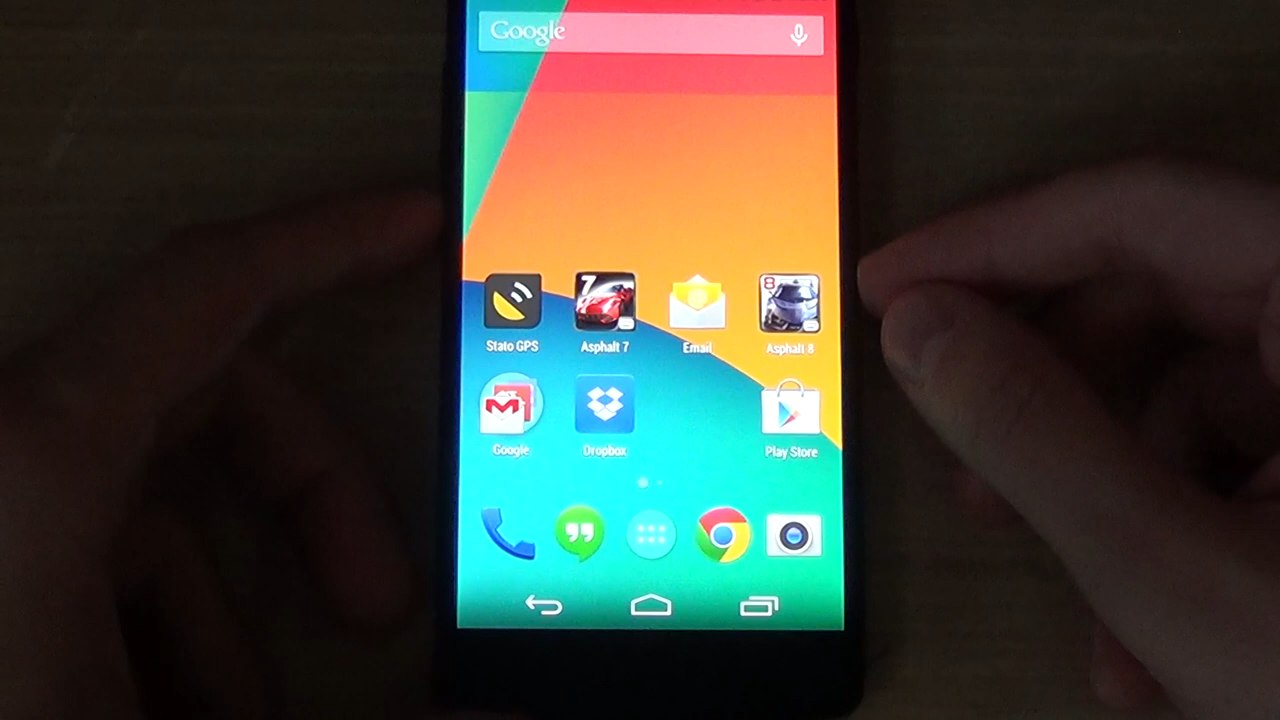 Google
Stato GPS
Asphalt 7
Email
Asphalt 8
Google
Dropbox
Play Store